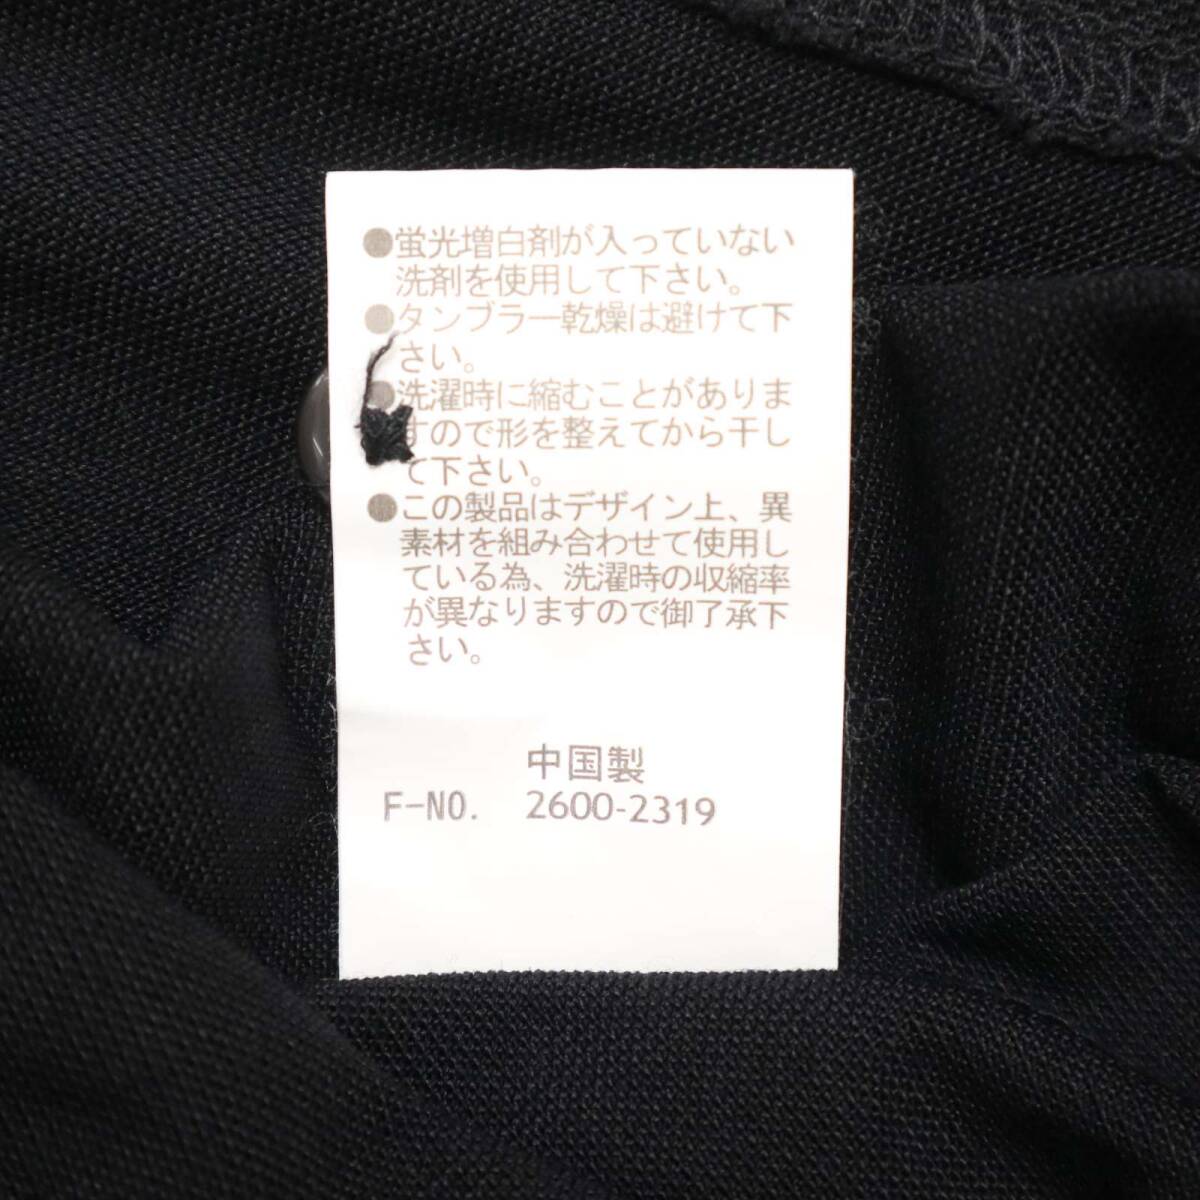 ●蛍光増白剤が入っていない
洗剤を使用して下さい。
●タンブラー乾燥は避けて下
さい。
●洗濯時に縮むことがありま
すので形を整えてから干し
て下さい。
●この製品はデザイン上、異
素材を組み合わせて使用し
ている為、洗濯時の収縮率
が異なりますので御了承下
さい。
中国製
F-NO. 2600-2319